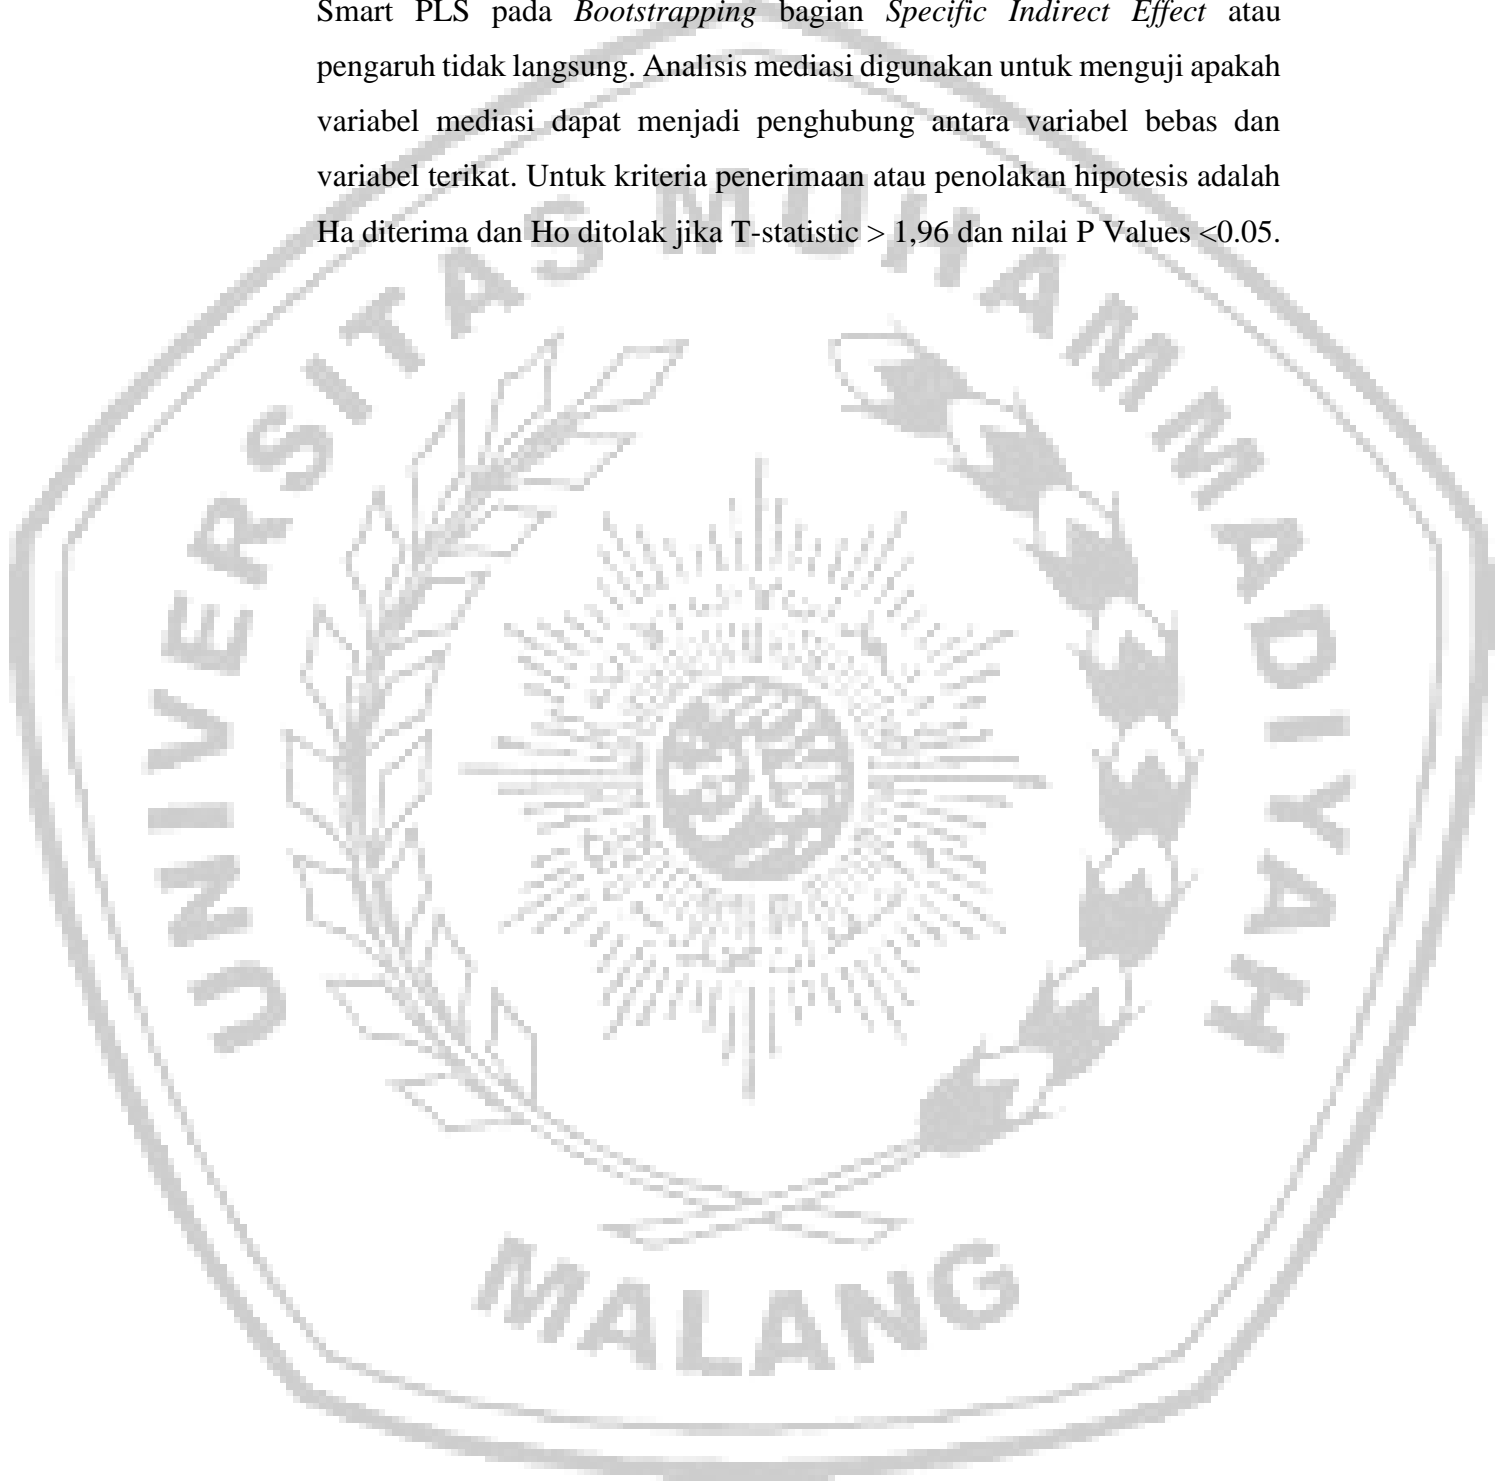 Smart PLS pada Bootstrapping bagian Specific Indirect Effect atau
pengaruh tidak langsung. Analisis mediasi digunakan untuk menguji apakah
variabel mediasi dapat menjadi penghubung antara variabel bebas dan
variabel terikat. Untuk kriteria penerimaan atau penolakan hipotesis adalah
Ha diterima dan Ho ditolak jika T-statistic > 1,96 dan nilai P Values <0.05.
UNIVERSITAS MUHAMMADIYAH
MALANG